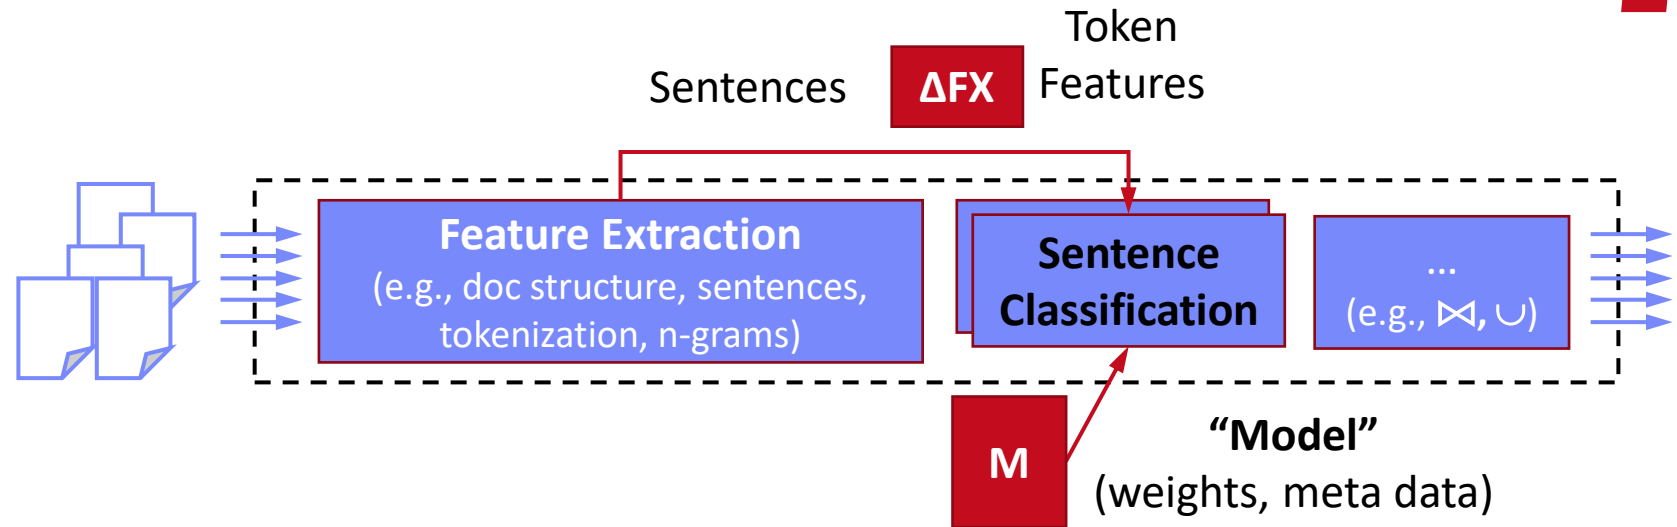 Token
Sentences ΔFX Features
Feature Extraction
(e.g., doc structure, sentences,
tokenization, n-grams)
Sentence
Classification
...
(e.g., ⋈, ∪)
M
“Model”
(weights, meta data)